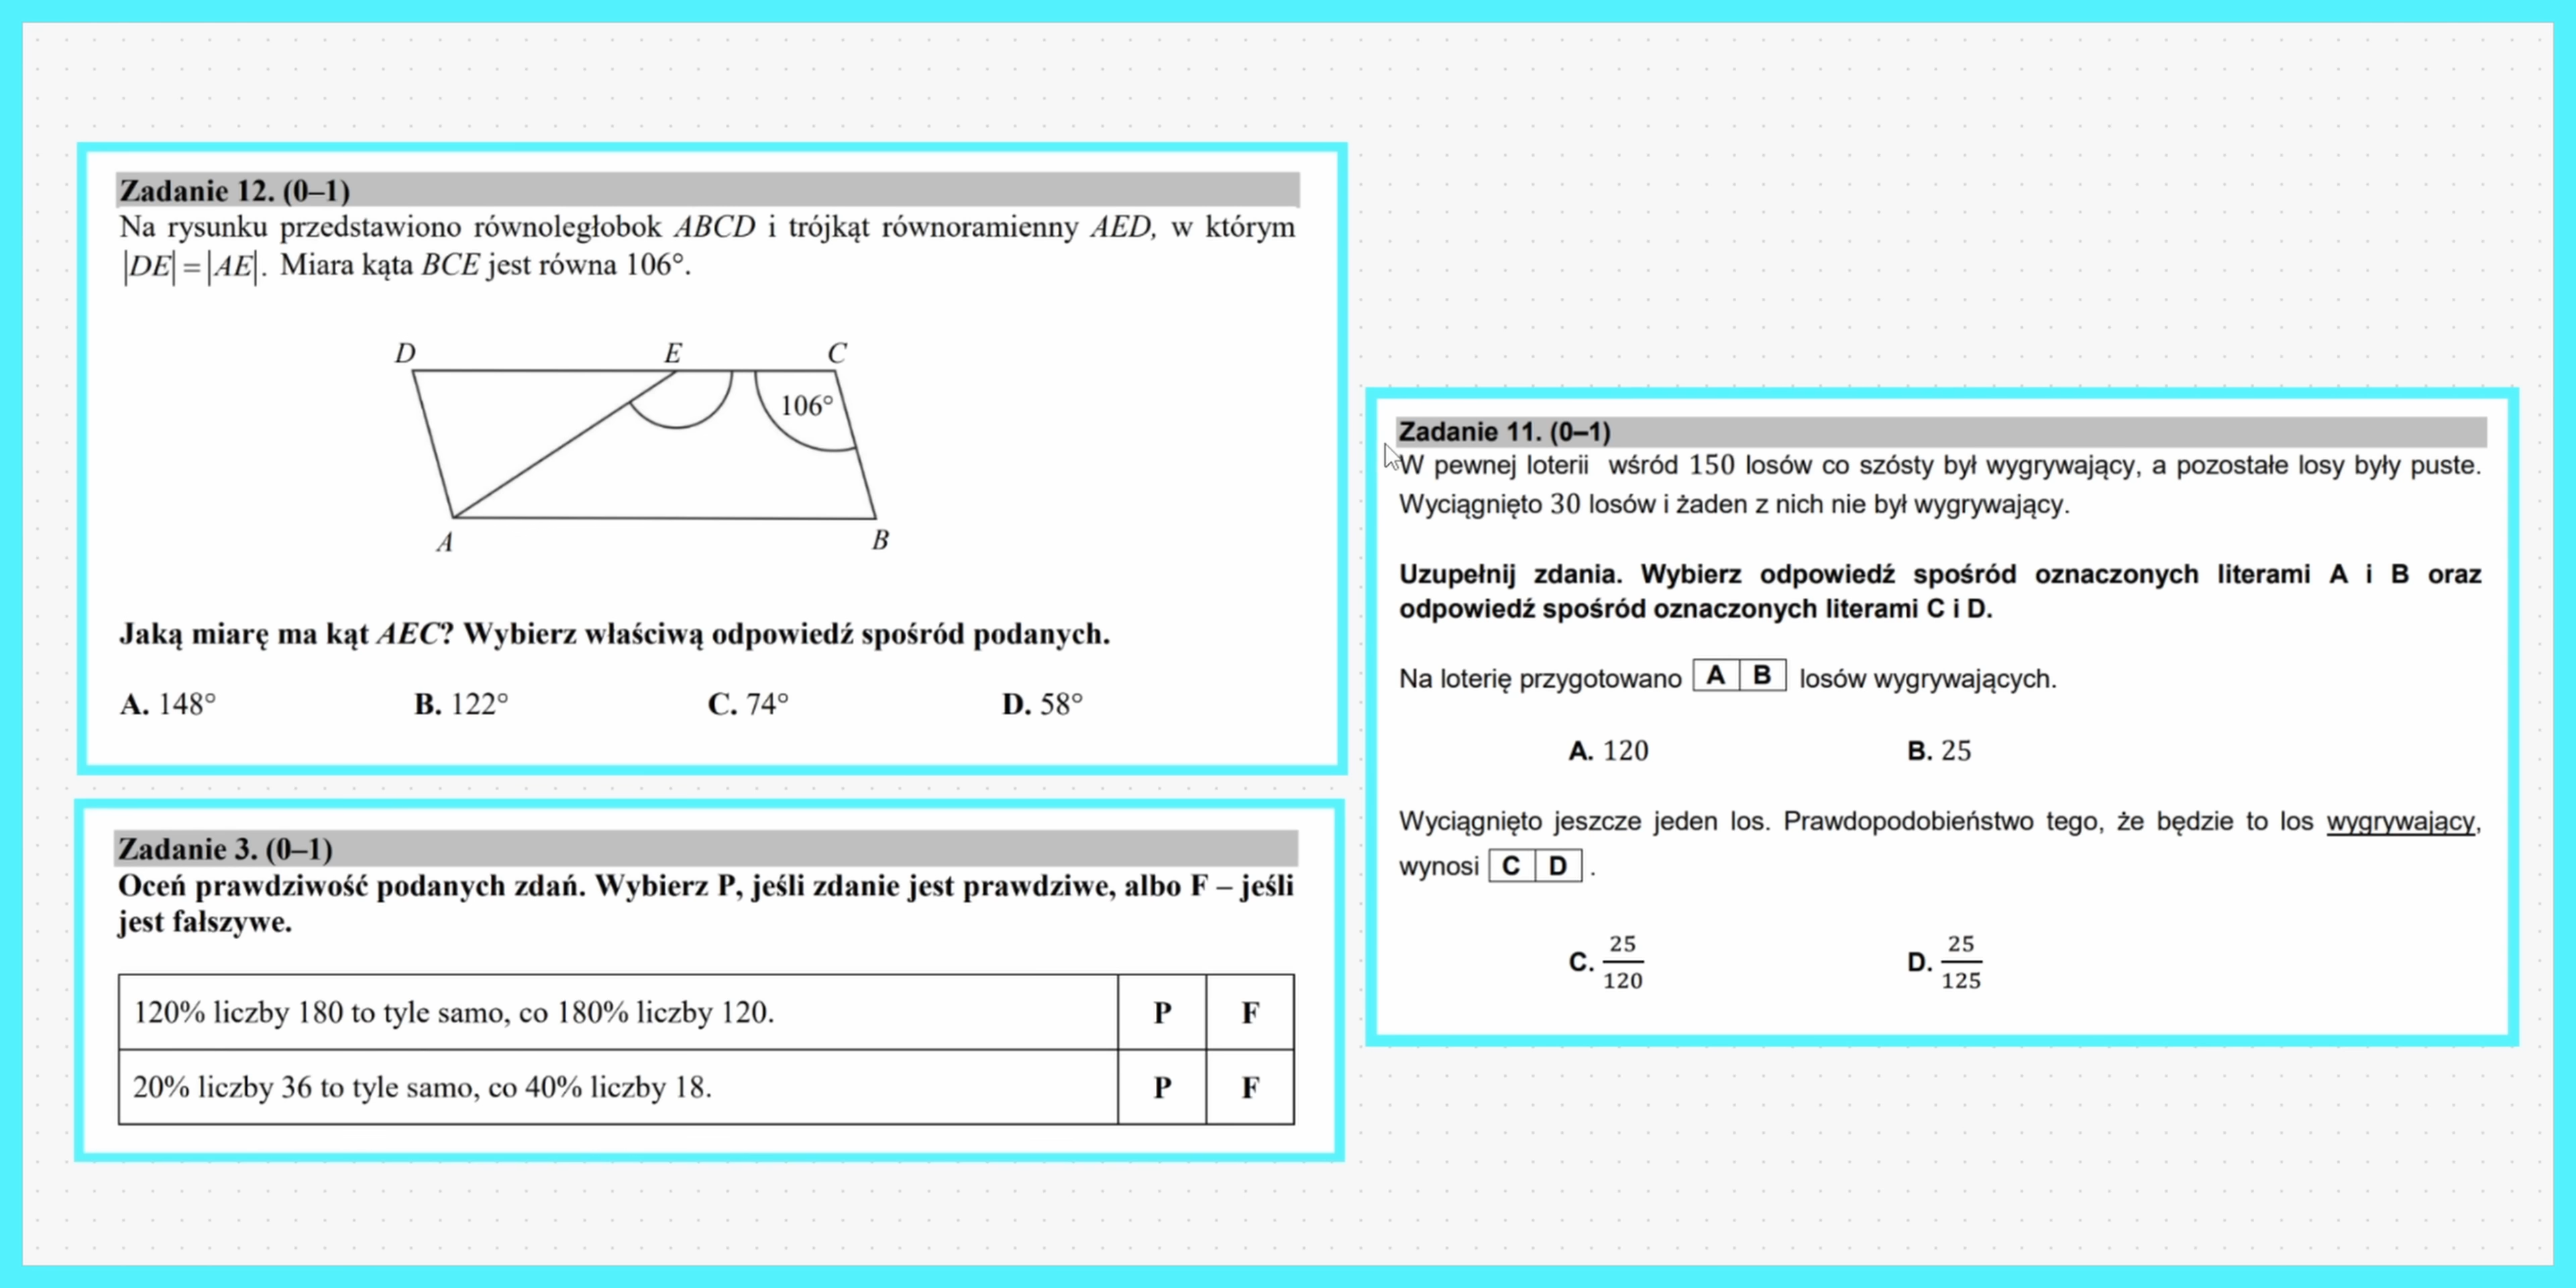 Zadanie 12. (0–1)
Na rysunku przedstawiono równoległobok ABCD i trójkąt równoramienny AED, w którym
|DE| = |AE|. Miara kąta BCE jest równa 106°.
D E C
106°
A B
Jaką miarę ma kąt AEC? Wybierz właściwą odpowiedź spośród podanych.
A. 148° B. 122° C. 74° D. 58°
Zadanie 3. (0–1)
Oceń prawdziwość podanych zdań. Wybierz P, jeśli zdanie jest prawdziwe, albo F – jeśli
jest fałszywe.
120% liczby 180 to tyle samo, co 180% liczby 120. P F
20% liczby 36 to tyle samo, co 40% liczby 18. P F
Zadanie 11. (0–1)
W pewnej loterii wśród 150 losów co szósty był wygrywający, a pozostałe losy były puste.
Wyciągnięto 30 losów i żaden z nich nie był wygrywający.
Uzupełnij zdania. Wybierz odpowiedź spośród oznaczonych literami A i B oraz
odpowiedź spośród oznaczonych literami C i D.
Na loterię przygotowano A B losów wygrywających.
A. 120 B. 25
Wyciągnięto jeszcze jeden los. Prawdopodobieństwo tego, że będzie to los wygrywający,
wynosi C D .
C. 25/120 D. 25/125